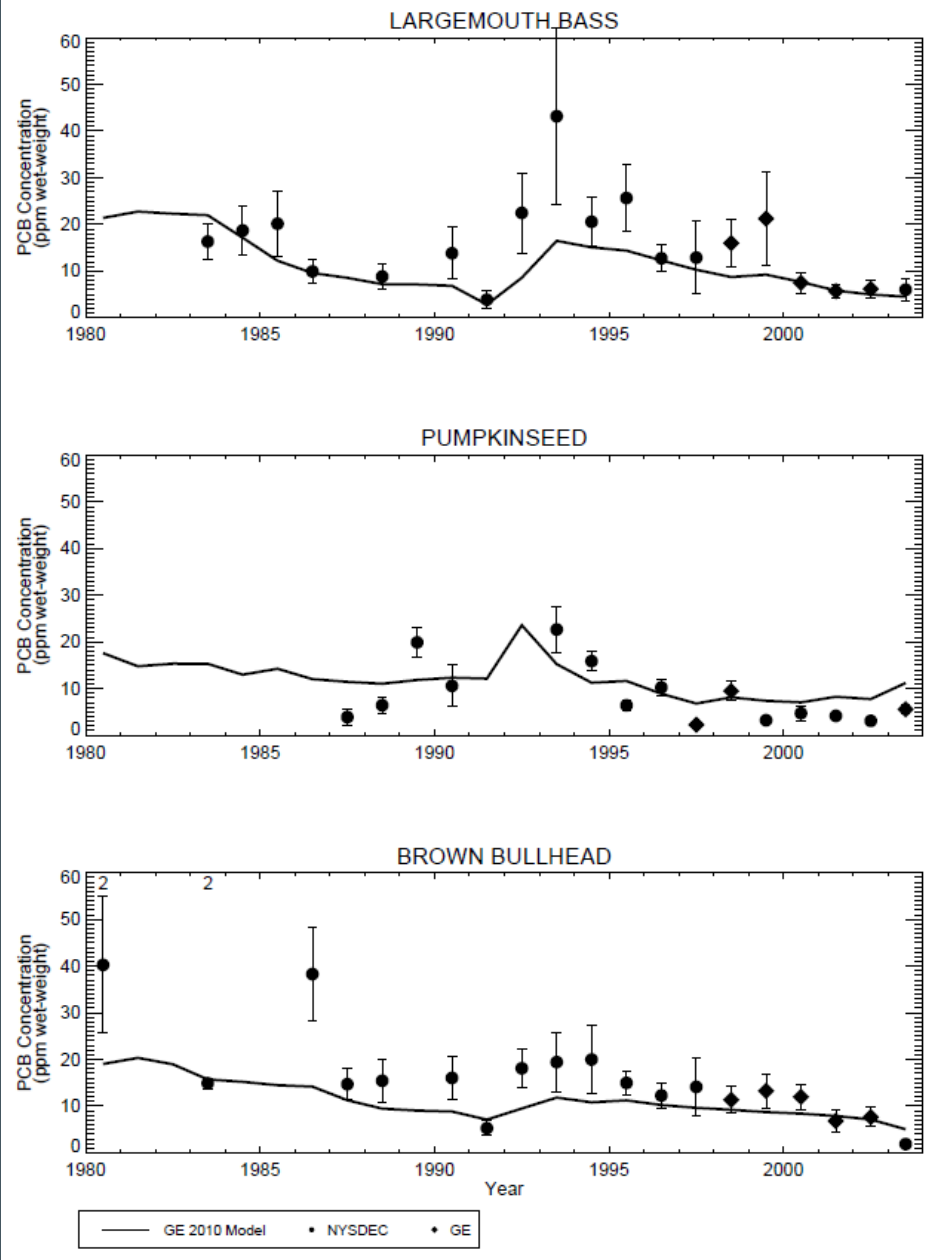 LARGEMOUTH BASS
60
50
40
30
20
10
0
PCB Concentration
(ppm wet-weight)
1980 1985 1990 1995 2000
PUMPKINSEED
60
50
40
30
20
10
0
PCB Concentration
(ppm wet-weight)
1980 1985 1990 1995 2000
BROWN BULLHEAD
2 2
60
50
40
30
20
10
0
PCB Concentration
(ppm wet-weight)
1980 1985 1990 1995 2000
Year
GE 2010 Model NYSDEC GE